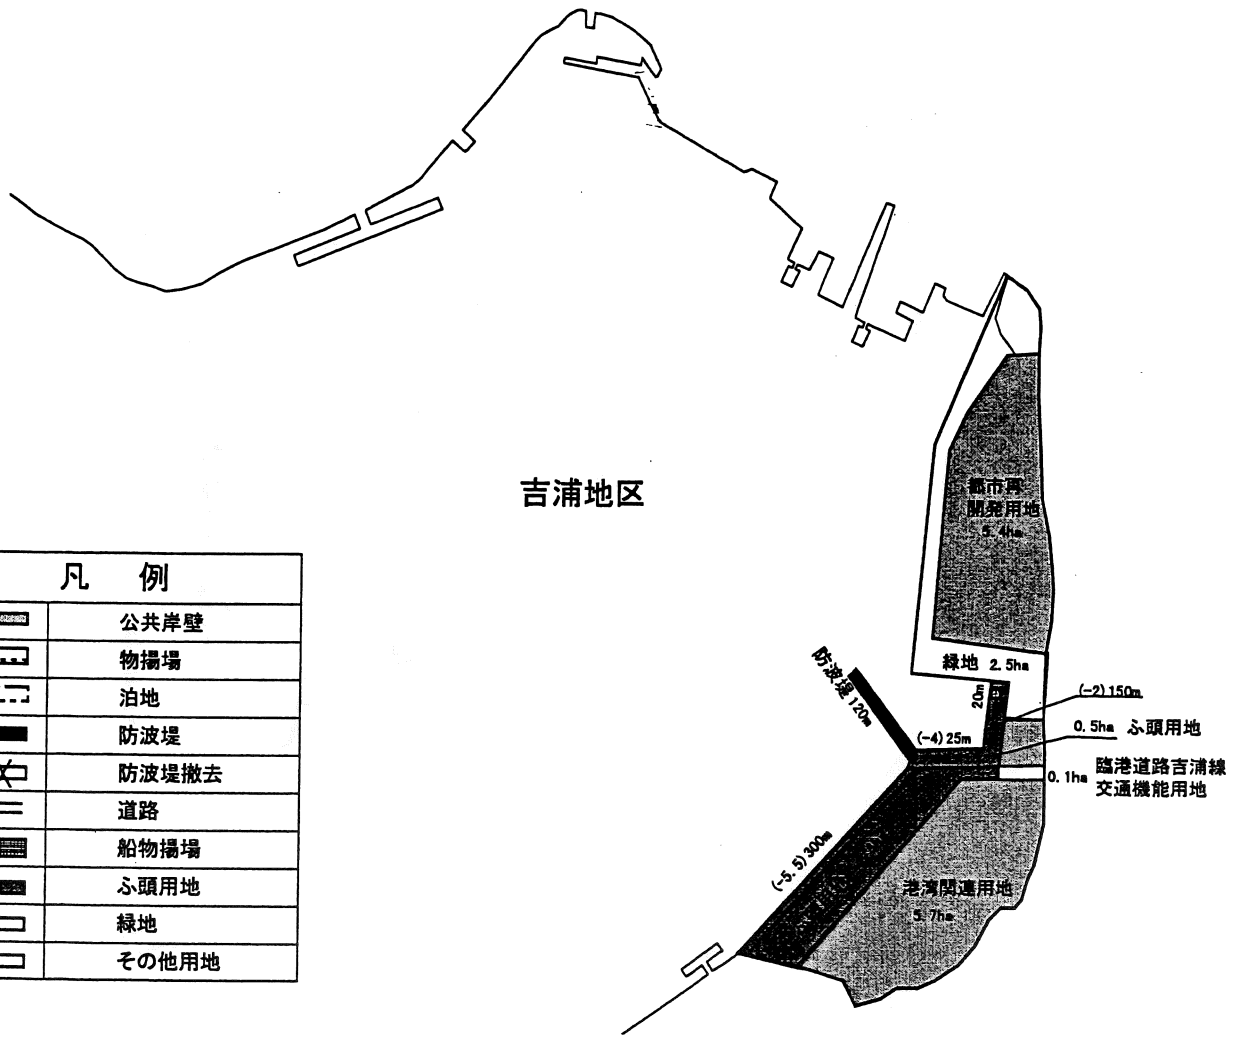 吉浦地区
凡 例
公共岸壁
物揚場
泊地
防波堤
防波堤撤去
道路
船物揚場
ふ頭用地
緑地
その他用地
都市再
開発用地
5.4ha
緑地 2.5ha
防波堤 120m
20m
(-2) 150m
(-4) 25m
0.5ha ふ頭用地
0.1ha
臨港道路吉浦線
交通機能用地
(-5.5) 300m
港湾関連用地
5.7ha